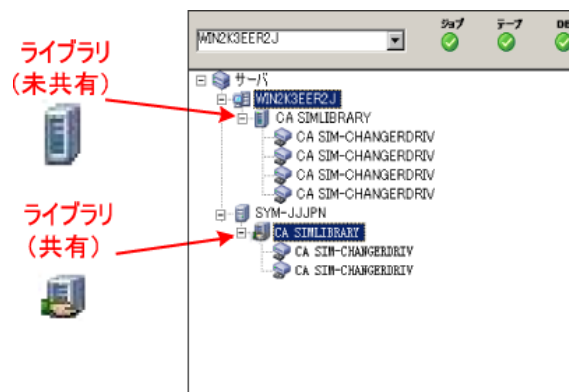 ライブラリ
(未共有)
ライブラリ
(共有)
WIN2K3EER2J
ジョブ
テープ
サーバ
WIN2K3EER2J
CA SIMLIBRARY
CA SIM-CHANGERDRIV
CA SIM-CHANGERDRIV
CA SIM-CHANGERDRIV
CA SIM-CHANGERDRIV
SYM-JJJPN
CA SIMLIBRARY
CA SIM-CHANGERDRIV
CA SIM-CHANGERDRIV